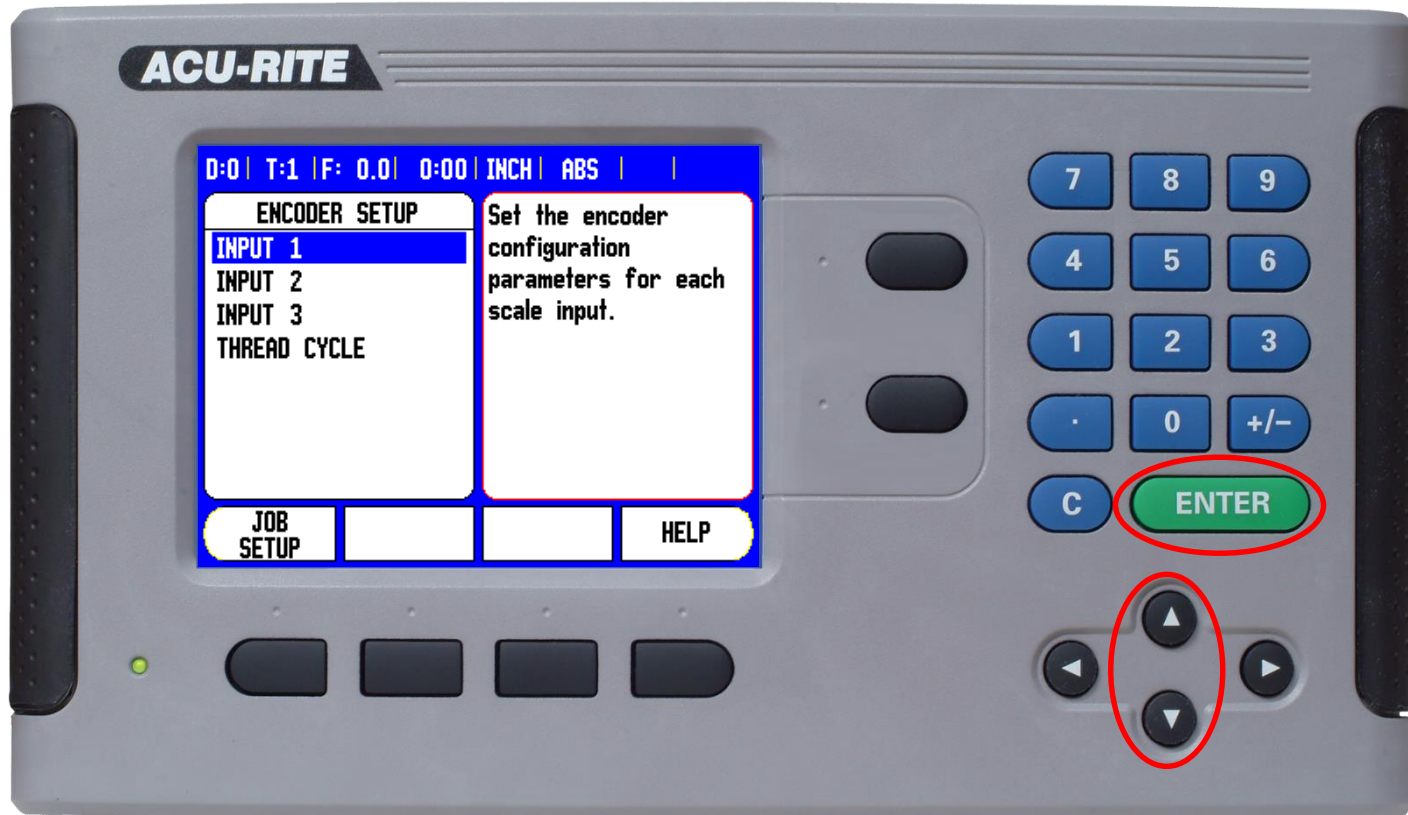 ACU-RITE
D:0| T:1 |F: 0.0| 0:00| INCH| ABS | |
ENCODER SETUP
INPUT 1
INPUT 2
INPUT 3
THREAD CYCLE
Set the encoder
configuration
parameters for each
scale input.
JOB
SETUP
HELP
7 8 9
4 5 6
1 2 3
. 0 +/-
C ENTER